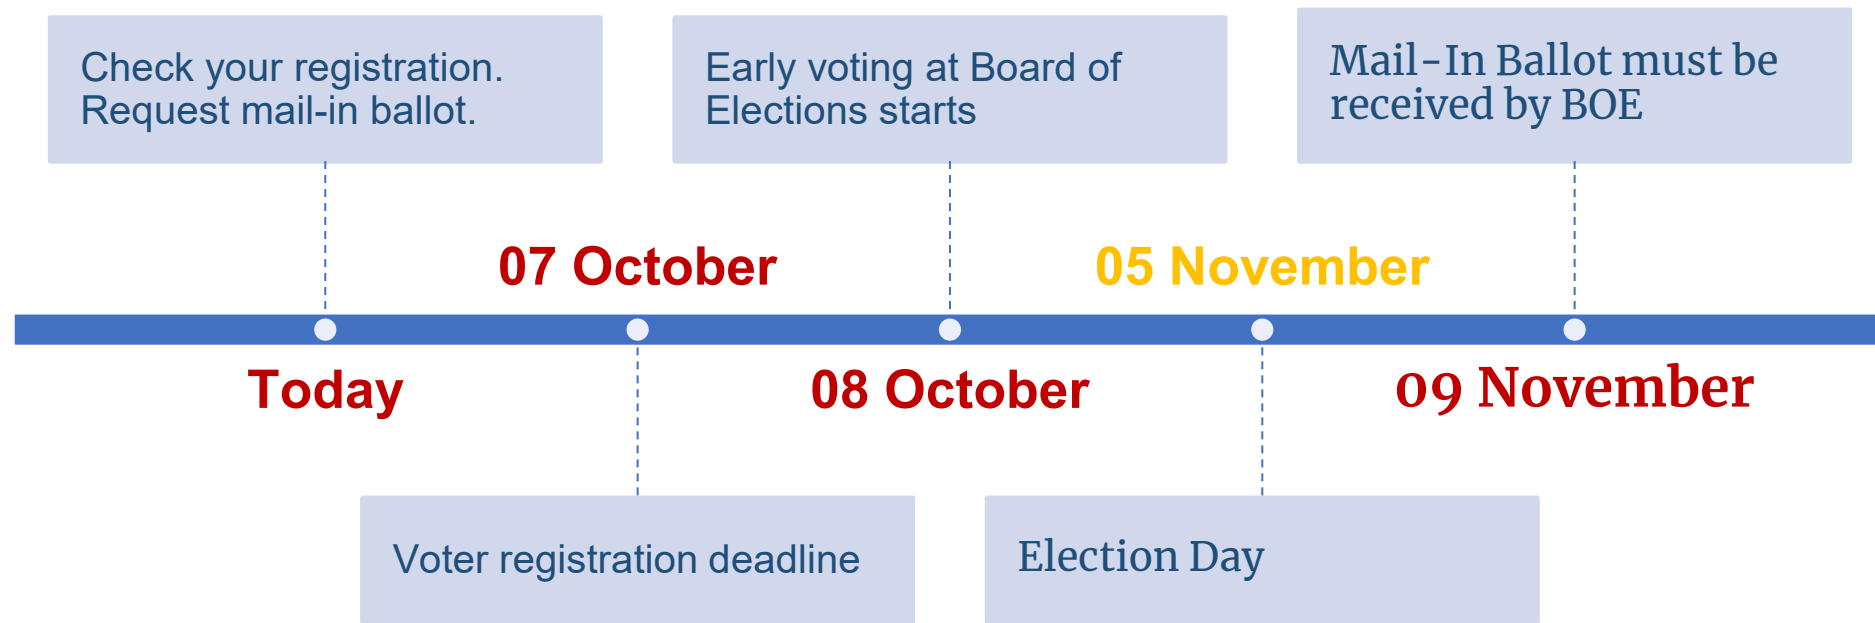 Check your registration.
Request mail-in ballot.
Early voting at Board of
Elections starts
Mail-In Ballot must be
received by BOE
07 October
05 November
Today
08 October
09 November
Voter registration deadline
Election Day